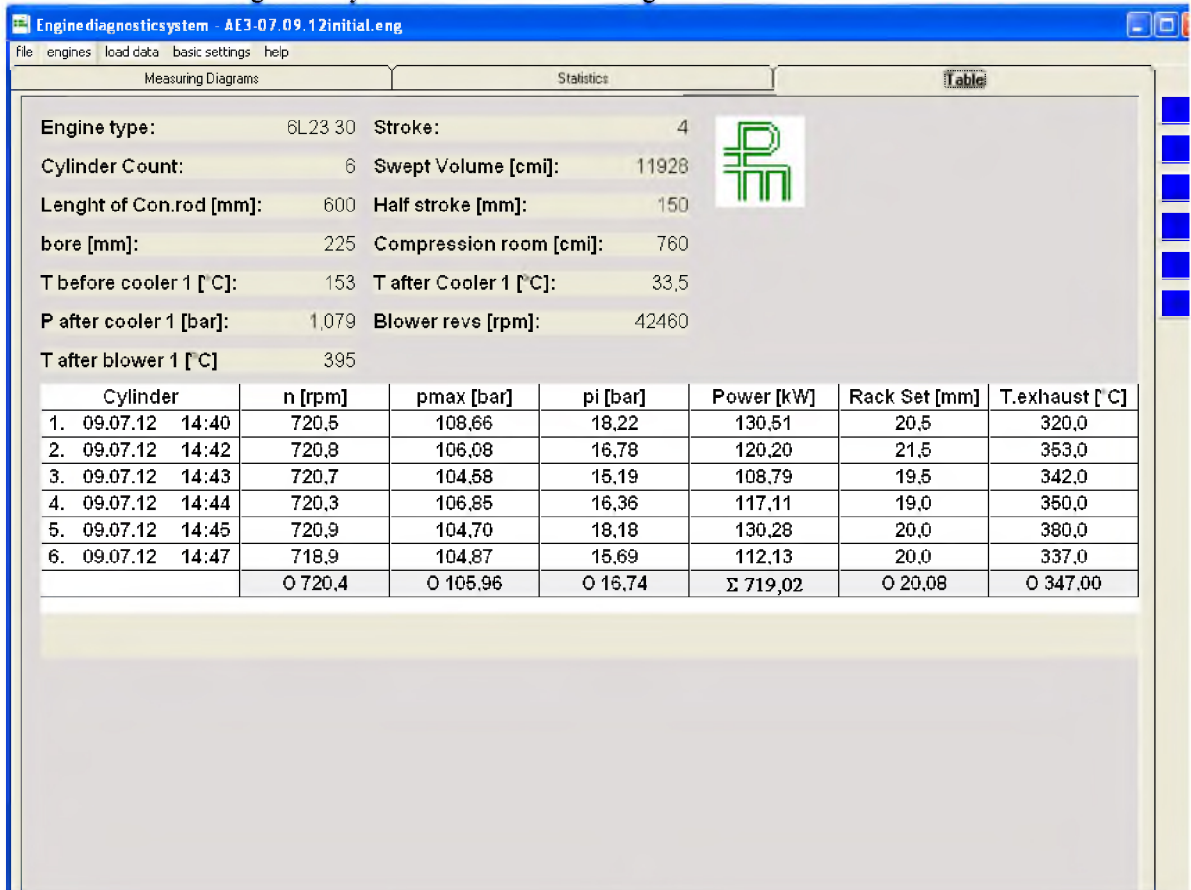 Enginediagnosticsystem - AE3-07.09.12initial.eng
file engines load data basic settings help
Measuring Diagrams Statistics Table
Engine type: 6L23 30 Stroke: 4
Cylinder Count: 6 Swept Volume [cmi]: 11928
Lenght of Con.rod [mm]: 600 Half stroke [mm]: 150
bore [mm]: 225 Compression room [cmi]: 760
T before cooler 1 [°C]: 153 T after Cooler 1 [°C]: 33,5
P after cooler 1 [bar]: 1,079 Blower revs [rpm]: 42460
T after blower 1 [°C] 395
Cylinder n [rpm] pmax [bar] pi [bar] Power [kW] Rack Set [mm] T.exhaust [°C]
1. 09.07.12 14:40 720,5 108,66 18,22 130,51 20,5 320,0
2. 09.07.12 14:42 720,8 106,08 16,78 120,20 21,5 353,0
3. 09.07.12 14:43 720,7 104,58 15,19 108,79 19,5 342,0
4. 09.07.12 14:44 720,3 106,85 16,36 117,11 19,0 350,0
5. 09.07.12 14:45 720,9 104,70 18,18 130,28 20,0 380,0
6. 09.07.12 14:47 718,9 104,87 15,69 112,13 20,0 337,0
O 720,4 O 105,96 O 16,74 Σ 719,02 O 20,08 O 347,00